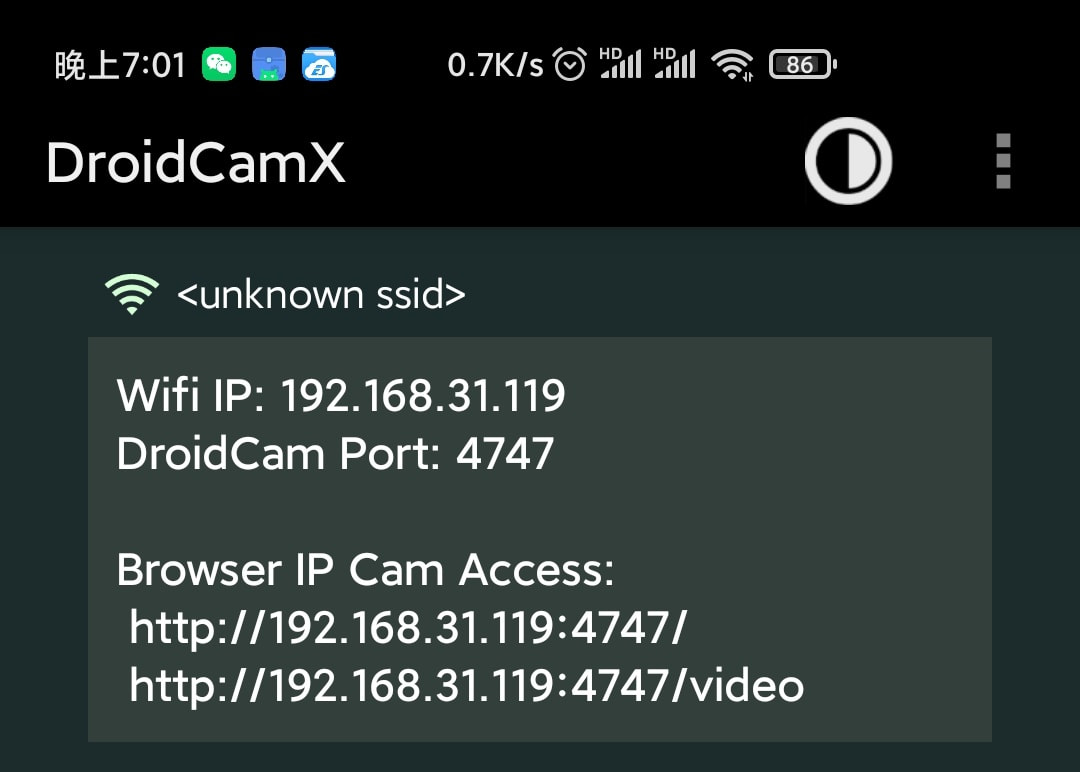 晚上7:01 0.7K/s HD HD 86
DroidCamX
<unknown ssid>
Wifi IP: 192.168.31.119
DroidCam Port: 4747
Browser IP Cam Access:
http://192.168.31.119:4747/
http://192.168.31.119:4747/video